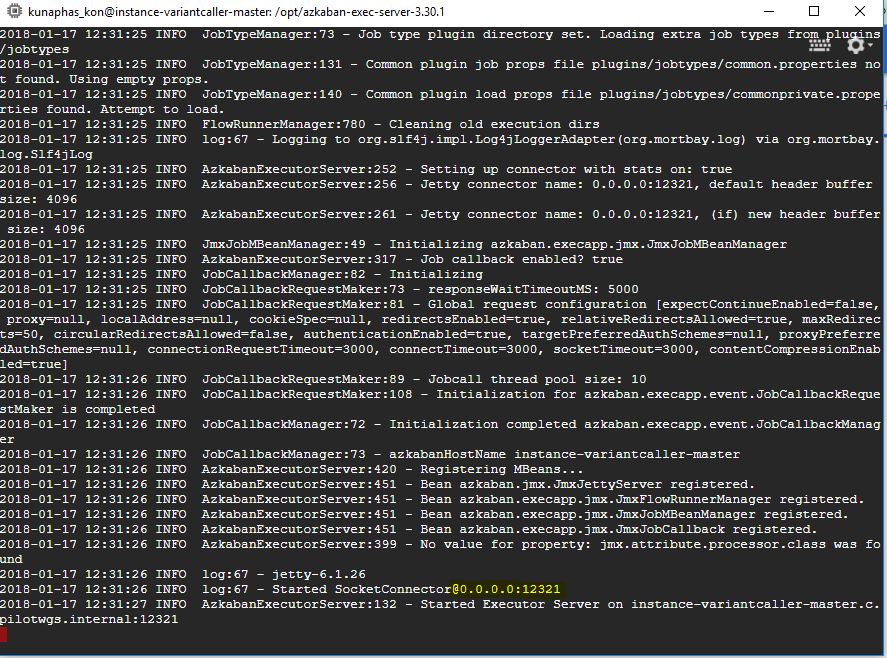 kunaphas_kon@instance-variantcaller-master: /opt/azkaban-exec-server-3.30.1
2018-01-17 12:31:25 INFO  JobTypeManager:73 - Job type plugin directory set. Loading extra job types from plugins
/jobtypes
2018-01-17 12:31:25 INFO  JobTypeManager:131 - Common plugin job props file plugins/jobtypes/common.properties no
t found. Using empty props.
2018-01-17 12:31:25 INFO  JobTypeManager:140 - Common plugin load props file plugins/jobtypes/commonprivate.prope
rties found. Attempt to load.
2018-01-17 12:31:25 INFO  FlowRunnerManager:780 - Cleaning old execution dirs
2018-01-17 12:31:25 INFO  log:67 - Logging to org.slf4j.impl.Log4jLoggerAdapter(org.mortbay.log) via org.mortbay.
log.Slf4jLog
2018-01-17 12:31:25 INFO  AzkabanExecutorServer:252 - Setting up connector with stats on: true
2018-01-17 12:31:25 INFO  AzkabanExecutorServer:256 - Jetty connector name: 0.0.0.0:12321, default header buffer
size: 4096
2018-01-17 12:31:25 INFO  AzkabanExecutorServer:261 - Jetty connector name: 0.0.0.0:12321, (if) new header buffer
 size: 4096
2018-01-17 12:31:25 INFO  JmxJobMBeanManager:49 - Initializing azkaban.execapp.jmx.JmxJobMBeanManager
2018-01-17 12:31:25 INFO  AzkabanExecutorServer:317 - Job callback enabled? true
2018-01-17 12:31:25 INFO  JobCallbackManager:82 - Initializing
2018-01-17 12:31:25 INFO  JobCallbackRequestMaker:73 - responseWaitTimeoutMS: 5000
2018-01-17 12:31:25 INFO  JobCallbackRequestMaker:81 - Global request configuration [expectContinueEnabled=false,
 proxy=null, localAddress=null, cookieSpec=null, redirectsEnabled=true, relativeRedirectsAllowed=true, maxRedirec
ts=50, circularRedirectsAllowed=false, authenticationEnabled=true, targetPreferredAuthSchemes=null, proxyPreferre
dAuthSchemes=null, connectionRequestTimeout=3000, connectTimeout=3000, socketTimeout=3000, contentCompressionEnab
led=true]
2018-01-17 12:31:26 INFO  JobCallbackRequestMaker:89 - Jobcall thread pool size: 10
2018-01-17 12:31:26 INFO  JobCallbackRequestMaker:108 - Initialization for azkaban.execapp.event.JobCallbackReque
stMaker is completed
2018-01-17 12:31:26 INFO  JobCallbackManager:72 - Initialization completed azkaban.execapp.event.JobCallbackManag
er
2018-01-17 12:31:26 INFO  JobCallbackManager:73 - azkabanHostName instance-variantcaller-master
2018-01-17 12:31:26 INFO  AzkabanExecutorServer:420 - Registering MBeans...
2018-01-17 12:31:26 INFO  AzkabanExecutorServer:451 - Bean azkaban.jmx.JmxJettyServer registered.
2018-01-17 12:31:26 INFO  AzkabanExecutorServer:451 - Bean azkaban.execapp.jmx.JmxFlowRunnerManager registered.
2018-01-17 12:31:26 INFO  AzkabanExecutorServer:451 - Bean azkaban.execapp.jmx.JmxJobMBeanManager registered.
2018-01-17 12:31:26 INFO  AzkabanExecutorServer:451 - Bean azkaban.execapp.jmx.JmxJobCallback registered.
2018-01-17 12:31:26 INFO  AzkabanExecutorServer:399 - No value for property: jmx.attribute.processor.class was fo
und
2018-01-17 12:31:26 INFO  log:67 - jetty-6.1.26
2018-01-17 12:31:26 INFO  log:67 - Started SocketConnector@0.0.0.0:12321
2018-01-17 12:31:27 INFO  AzkabanExecutorServer:132 - Started Executor Server on instance-variantcaller-master.c.
pilotwgs.internal:12321